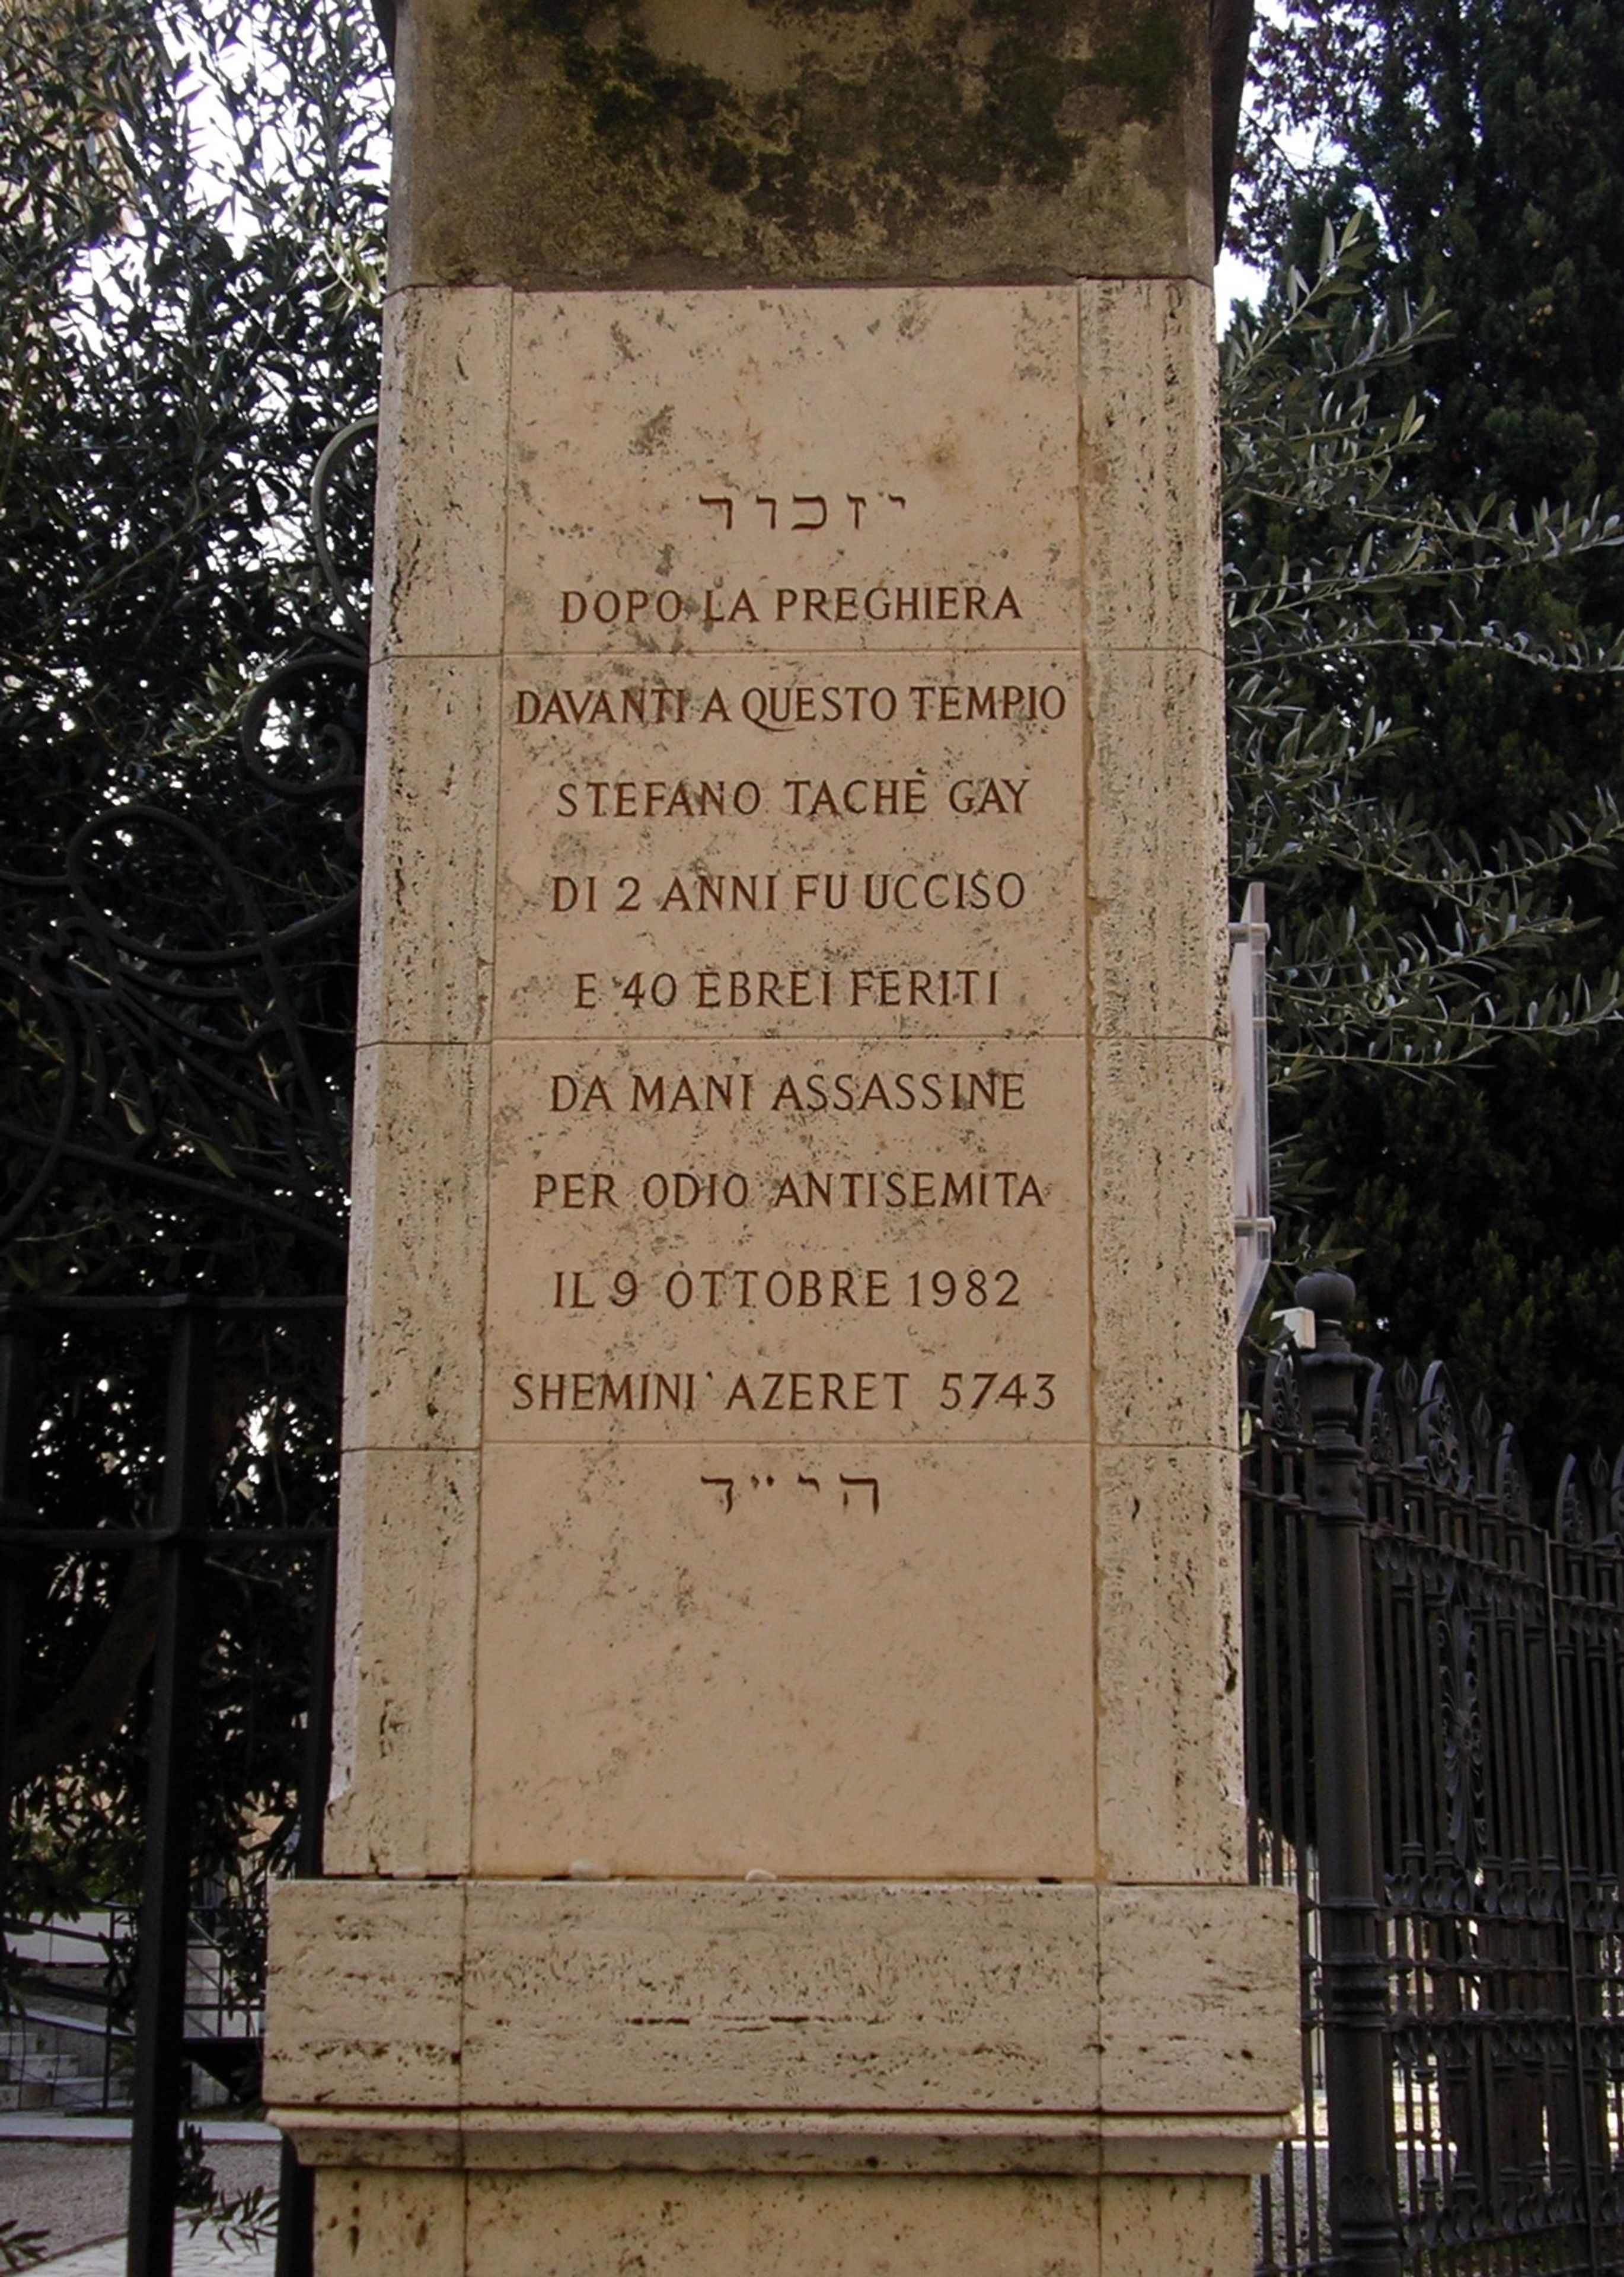 יזכור
DOPO LA PREGHIERA
DAVANTI A QUESTO TEMPIO
STEFANO TACHÈ GAY
DI 2 ANNI FU UCCISO
E 40 EBREI FERITI
DA MANI ASSASSINE
PER ODIO ANTISEMITA
IL 9 OTTOBRE 1982
SHEMINI ʽAZERET 5743
הי״ד